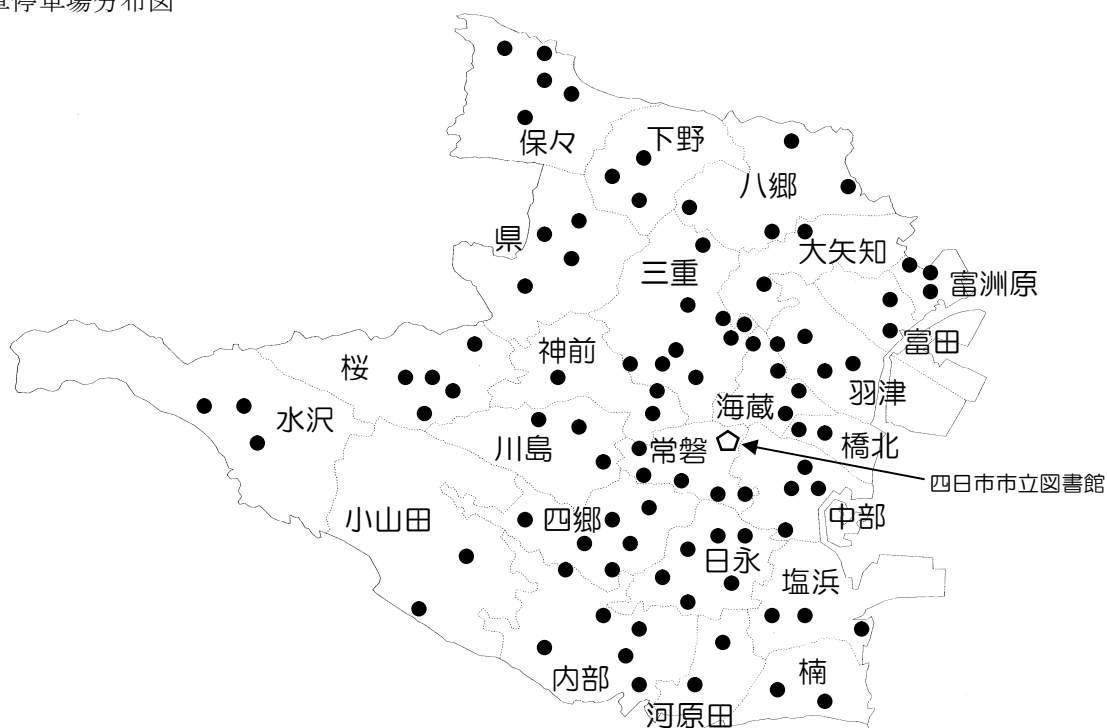 車停車場分布図
保々
下野
八郷
県
大矢知
三重
富洲原
富田
桜
神前
羽津
海蔵
水沢
川島
常磐
橋北
四日市市立図書館
小山田
四郷
中部
日永
塩浜
内部
楠
河原田